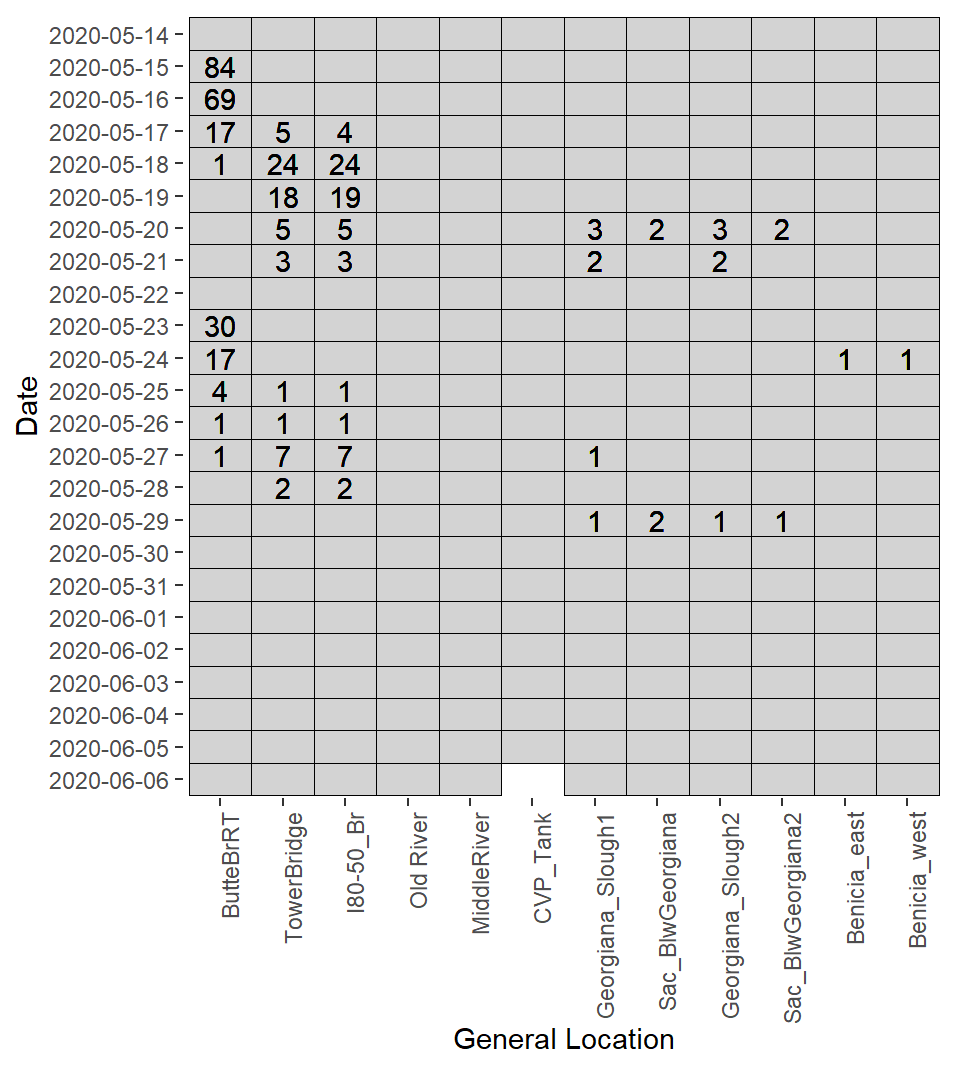 2020-05-14
2020-05-15 84
2020-05-16 69
2020-05-17 17 5 4
2020-05-18 1 24 24
2020-05-19 18 19
2020-05-20 5 5 3 2 3 2
2020-05-21 3 3 2 2
2020-05-22
2020-05-23 30
2020-05-24 17 1 1
2020-05-25 4 1 1
2020-05-26 1 1 1
2020-05-27 1 7 7 1
2020-05-28 2 2
2020-05-29 1 2 1 1
2020-05-30
2020-05-31
2020-06-01
2020-06-02
2020-06-03
2020-06-04
2020-06-05
2020-06-06
Date
ButteBrRT
TowerBridge
I80-50_Br
Old River
MiddleRiver
CVP_Tank
Georgiana_Slough1
Sac_BlwGeorgiana
Georgiana_Slough2
Sac_BlwGeorgiana2
Benicia_east
Benicia_west
General Location